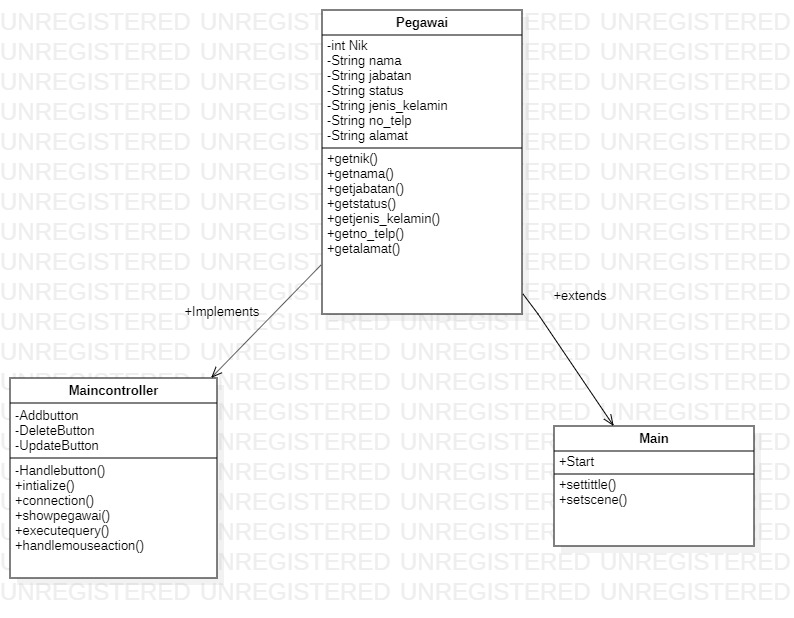 Pegawai
-int Nik
-String nama
-String jabatan
-String status
-String jenis_kelamin
-String no_telp
-String alamat
+getnik()
+getnama()
+getjabatan()
+getstatus()
+getjenis_kelamin()
+getno_telp()
+getalamat()
+extends
+Implements
Maincontroller
-Addbutton
-DeleteButton
-UpdateButton
-Handlebutton()
+intialize()
+connection()
+showpegawai()
+executequery()
+handlemouseaction()
Main
+Start
+settittle()
+setscene()
UNREGISTERED UNREGISTERED UNREGISTERED UNREGISTERED